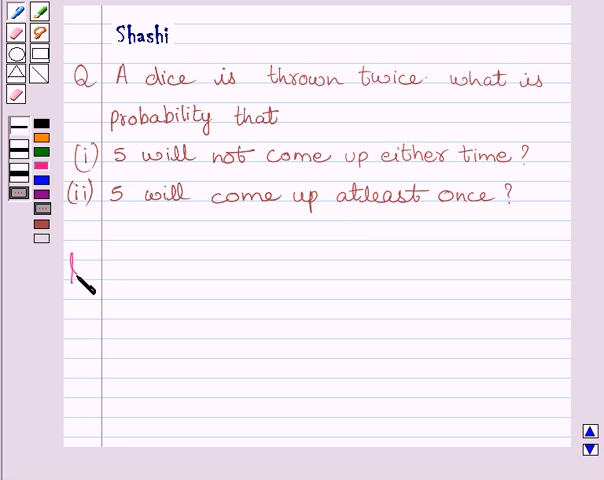 Shashi
Q A dice is thrown twice. what is
probability that
(i) 5 will not come up either time?
(ii) 5 will come up atleast once?